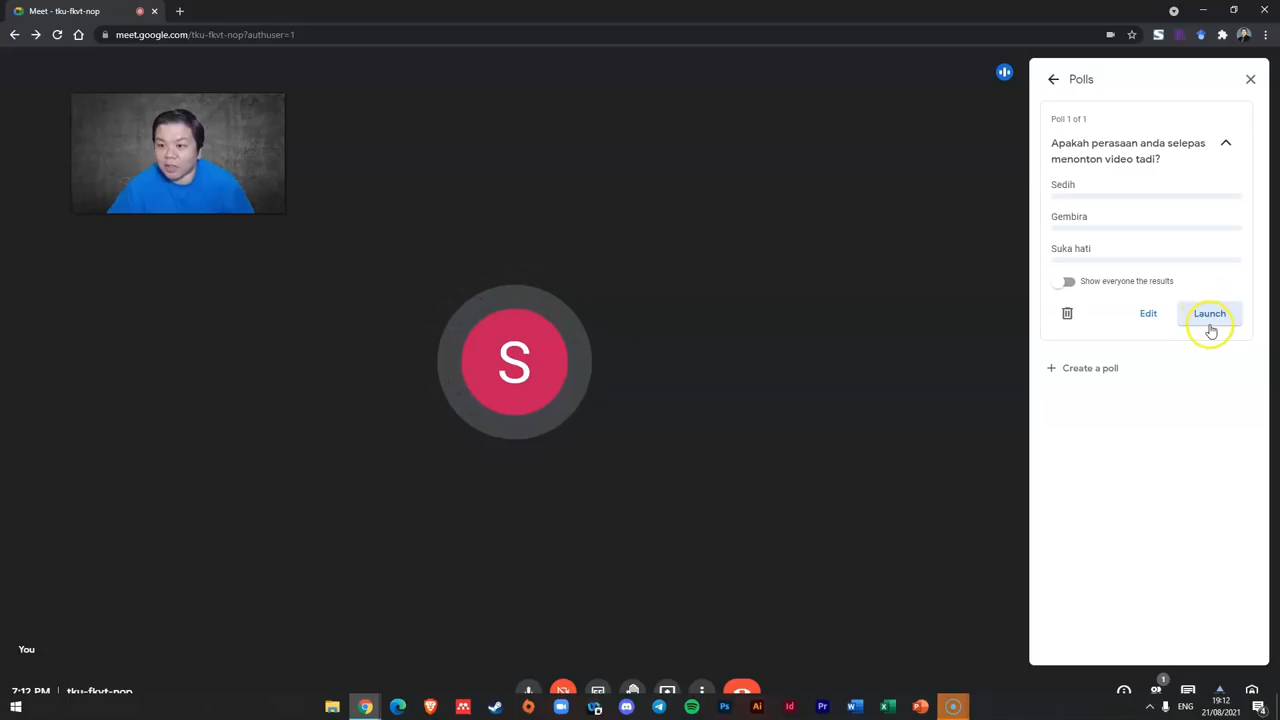 Meet - tku-fkvt-nop
meet.google.com/tku-fkvt-nop?authuser=1
Polls
Poll 1 of 1
Apakah perasaan anda selepas
menonton video tadi?
Sedih
Gembira
Suka hati
Show everyone the results
Edit
Launch
+ Create a poll
S
You
7:12 PM | tku-fkvt-nop
1
ENG
19:12
21/08/2021
4